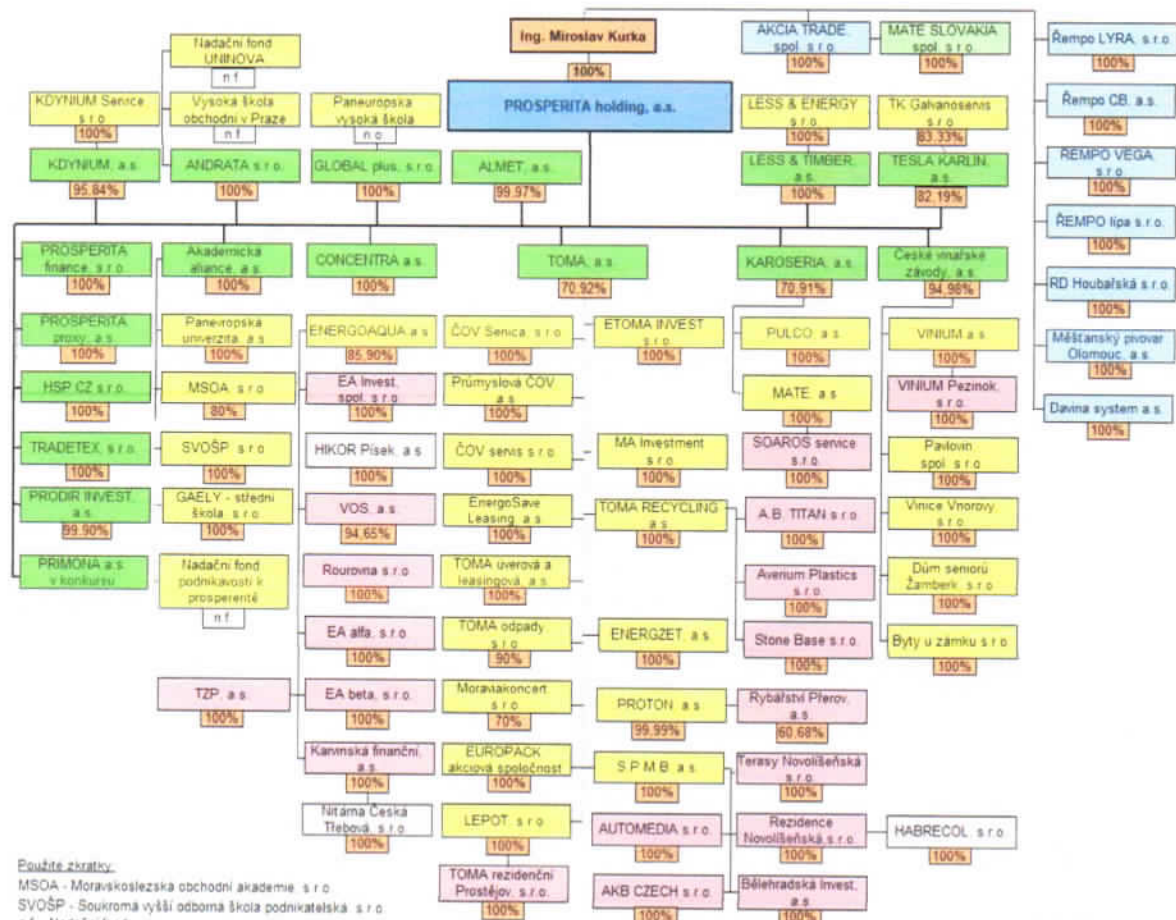 Ing. Miroslav Kurka
100%
PROSPERITA holding, a.s.
Nadační fond
UNINOVA
n f
KDYNIUM Service
s r o
100%
KDYNIUM, a.s.
95.84%
Vysoká škola
obchodní v Praze
n f
ANDRATA s r.o.
100%
Paneuropska
vysoká škola
n o
GLOBAL plus, s.r.o.
100%
ALMET, a.s.
99.97%
AKCIA TRADE,
spol. s r.o.
100%
MATE SLOVAKIA
spol. s r.o.
100%
LESS & ENERGY
s r.o.
100%
LESS & TIMBER,
a.s.
100%
TK Galvanoservis
s r.o
83.33%
TESLA KARLÍN,
a.s.
82.19%
Řempo LYRA, s.r.o.
100%
Řempo CB, a.s.
100%
ŘEMPO VEGA,
s.r.o
100%
ŘEMPO lípa s.r.o.
100%
RD Houbařská s.r.o
100%
Měšťanský pivovar
Olomouc, a.s.
100%
Davina system a.s.
100%
PROSPERITA
finance, s.r.o.
100%
PROSPERITA
proxy, a.s.
100%
HSP CZ s.r.o.
100%
TRADETEX, s.r.o.
100%
PRODIR INVEST,
a.s.
99.90%
PRIMONA a.s.
v konkursu
Akademická
aliance, a s.
100%
Panevropská
univerzita, a s
100%
MSOA, s r.o
80%
SVOŠP s r.o
100%
GAELY - střední
škola s r.o
100%
Nadační fond
podnikavostí k
prosperitě
n f
CONCENTRA a.s.
100%
ENERGOAQUA a s
85.90%
EA Invest,
spol. s r.o
100%
HIKOR Písek, a s
100%
VOS, a.s
94,65%
Rourovna s.r.o
100%
EA alfa, s r.o
100%
TZP, a s
100%
EA beta, s.r.o.
100%
Karvinská finanční,
a.s.
100%
Nitárna Česká
Třebová, s.r.o
100%
TOMA, a.s
70,92%
ČOV Senica, s.r.o
100%
Průmyslová ČOV,
a.s
100%
ČOV servis s.r.o.
100%
EnergoSave
Leasing, a s
100%
TOMA úvěrová a
leasingová, a.s
100%
TOMA odpady,
s.r.o
90%
Moraviakoncert
s r.o
70%
EUROPACK
akciová společnost
100%
LEPOT, s r.o
100%
TOMA rezidenční
Prostějov, s.r.o.
100%
ETOMA INVEST
s.r.o.
100%
MA Investment
s r.o
100%
TOMA RECYCLING
a s
100%
ENERGZET, a s
100%
PROTON, a s
99.99%
Rybářství Přerov,
a.s
60.68%
S.P.M.B. a.s.
100%
AUTOMEDIA s.r.o.
100%
AKB CZECH s r.o
100%
Terasy Novolíšeňská
s r.o.
100%
Rezidence
Novolíšeňská,s.r.o.
100%
HABRECOL, s r.o
100%
Bělehradská Invest,
a.s
100%
KAROSERIA, a.s.
70,91%
PULCO, a.s
100%
MATE, a s
100%
SOAROS service
s.r.o.
100%
A.B. TITAN s r.o
100%
Averium Plastics
s r.o.
100%
Stone Base s.r.o.
100%
České vinařské
závody, a.s.
94,98%
VINIUM a.s.
100%
VINIUM Pezinok,
s.r.o.
100%
Pavlovín
spol. s r.o
100%
Vinice Vnorovy
s r.o
100%
Dům seniorů
Žamberk, s r.o
100%
Byty u zámku s r.o
100%
Použité zkratky:
MSOA - Moravskoslezská obchodní akademie s r.o.
SVOŠP - Soukromá vyšší odborná škola podnikatelská s.r.o.